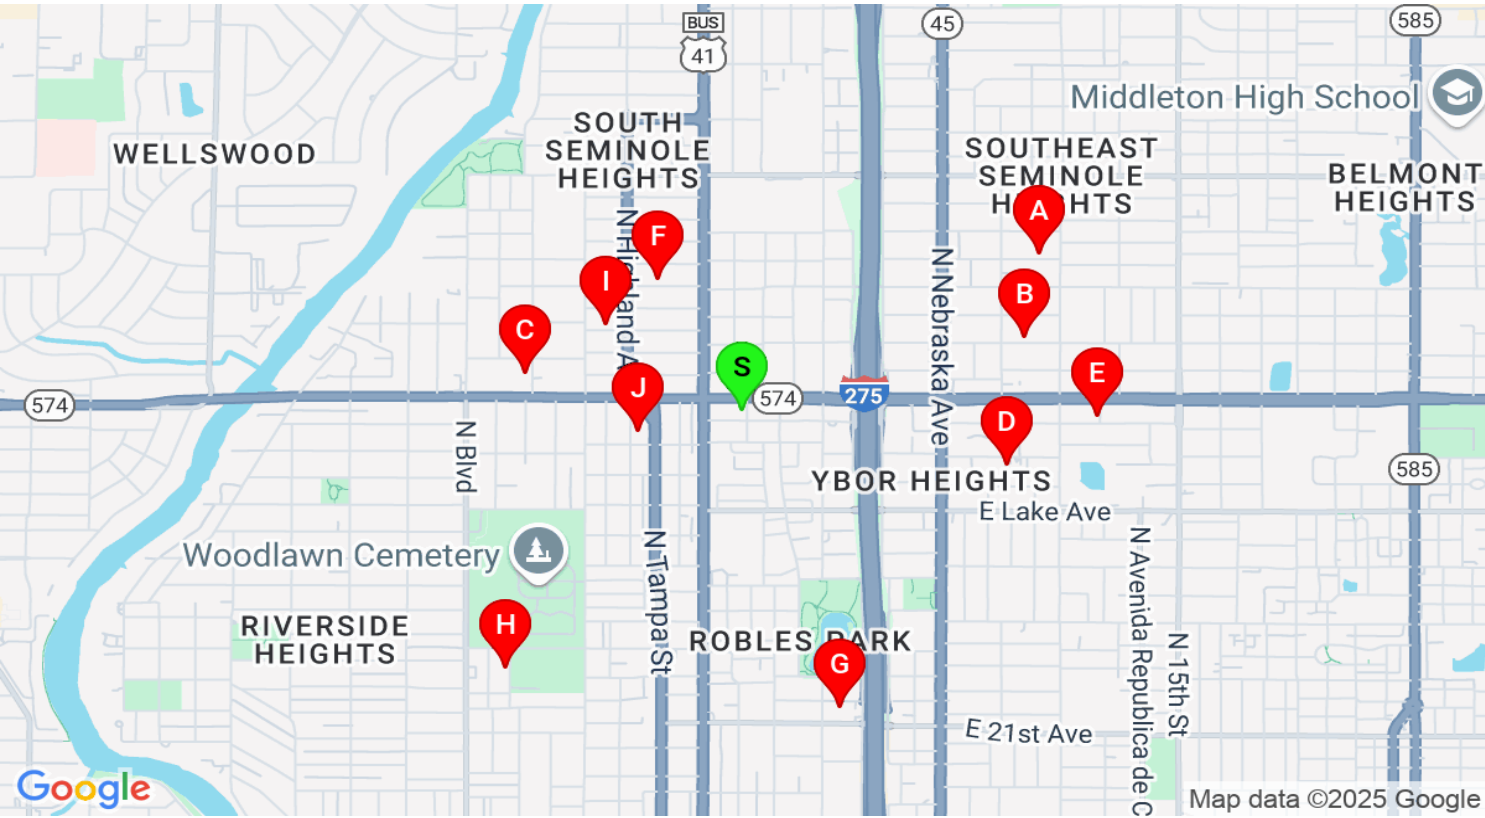 BUS
41
45
585
Middleton High School
SOUTH
SEMINOLE
HEIGHTS
WELLSWOOD
SOUTHEAST
SEMINOLE
HEIGHTS
BELMONT
HEIGHTS
A
F
N Highland A
I
B
N Nebraska Ave
C
S
E
J
574
574
275
D
N Blvd
585
YBOR HEIGHTS
E Lake Ave
Woodlawn Cemetery
N Tampa St
N Avenida Republica de C
H
RIVERSIDE
HEIGHTS
ROBLES PARK
G
N 15th St
E 21st Ave
Google
Map data ©2025 Google